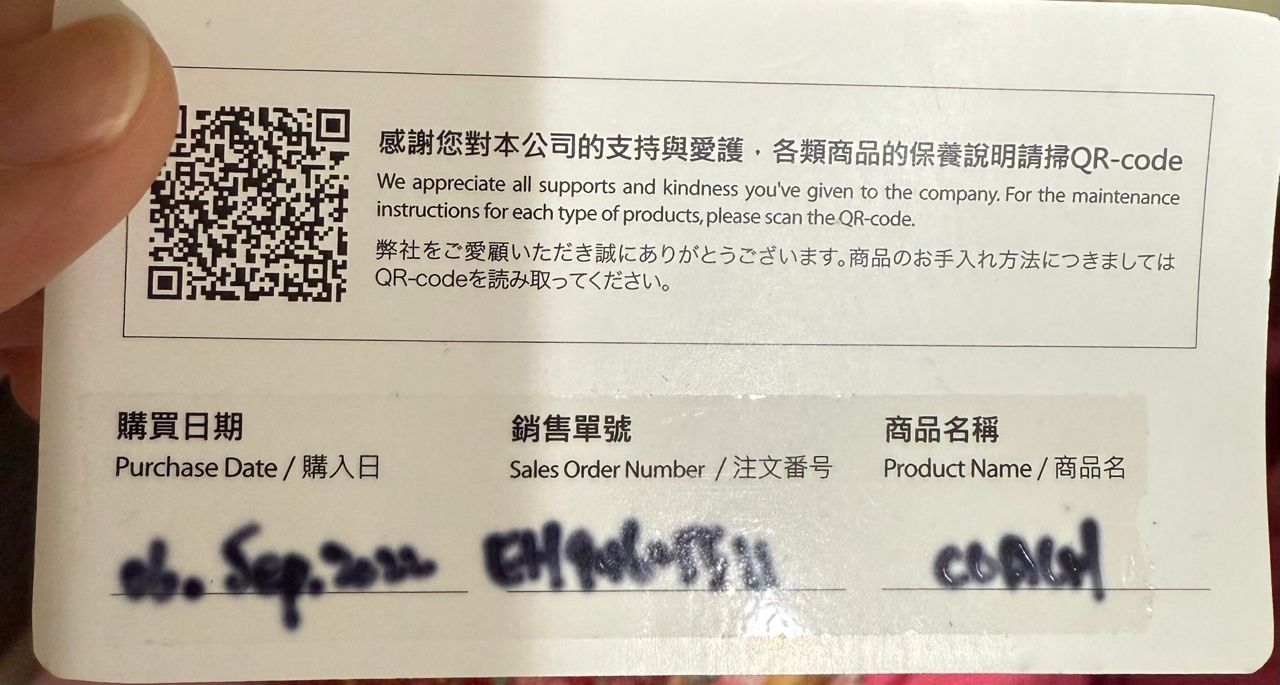 感謝您對本公司的支持與愛護，各類商品的保養說明請掃QR-code
We appreciate all supports and kindness you've given to the company. For the maintenance
instructions for each type of products, please scan the QR-code.
弊社をご愛顧いただき誠にありがとうございます。商品のお手入れ方法につきましては
QR-codeを読み取ってください。
購買日期 銷售單號 商品名稱
Purchase Date / 購入日 Sales Order Number / 注文番号 Product Name / 商品名
06. Sep. 2022 COACH